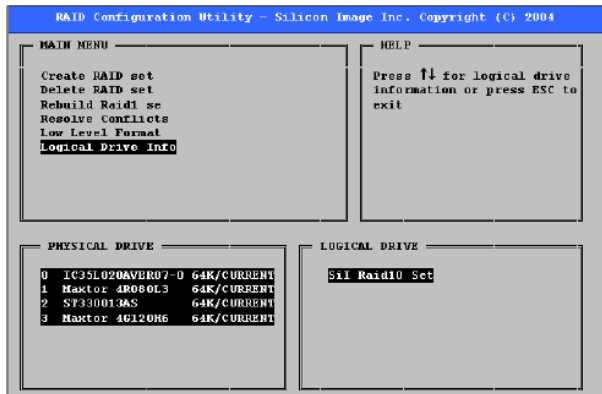 RAID Configuration Utility - Silicon Image Inc. Copyright (C) 2004
MAIN MENU
Create RAID set
Delete RAID set
Rebuild Raid1 se
Resolve Conflicts
Low Level Format
Logical Drive Info
HELP
Press ↑↓ for logical drive
information or press ESC to
exit
PHYSICAL DRIVE
0 IC35L020AVER07-0 64K/CURRENT
1 Maxtor 4R080L3 64K/CURRENT
2 ST330013AS 64K/CURRENT
3 Maxtor 4G120H6 64K/CURRENT
LOGICAL DRIVE
SiI Raid10 Set